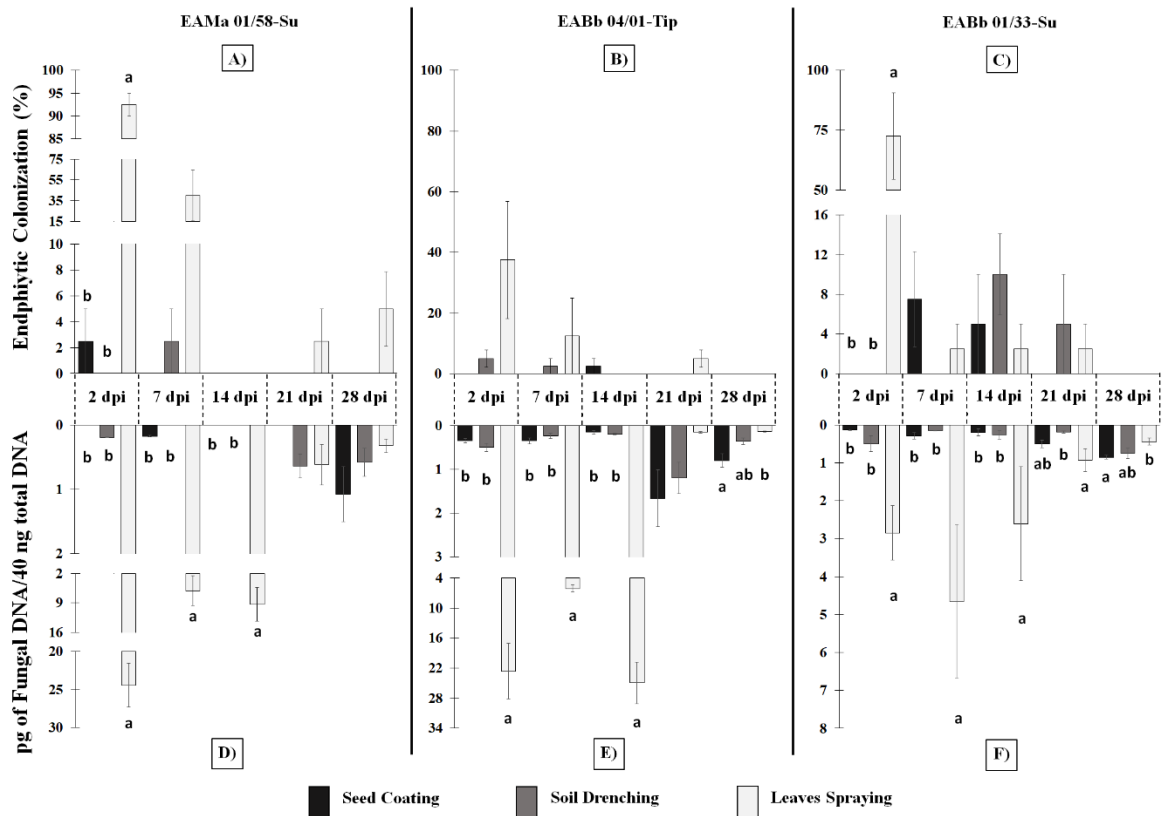 EAMa 01/58-Su
EABb 04/01-Tip
EABb 01/33-Su
A)
B)
C)
Endphiytic Colonization (%)
100
95
90
85
75
55
35
15
10
8
6
4
2
0
a
b
b
100
80
60
40
20
0
100
75
50
16
12
8
4
0
a
b b
2 dpi 7 dpi 14 dpi 21 dpi 28 dpi
2 dpi 7 dpi 14 dpi 21 dpi 28 dpi
2 dpi 7 dpi 14 dpi 21 dpi 28 dpi
pg of Fungal DNA/40 ng total DNA
0
1
2
2
9
16
20
25
30
b b b b b b
a a
a
0
1
2
3
4
10
16
22
28
34
b b b b b b a ab b
a
a a
0
1
2
3
4
5
6
7
8
b b b b b b ab b a a ab b
a a
a
D)
E)
F)
Seed Coating
Soil Drenching
Leaves Spraying